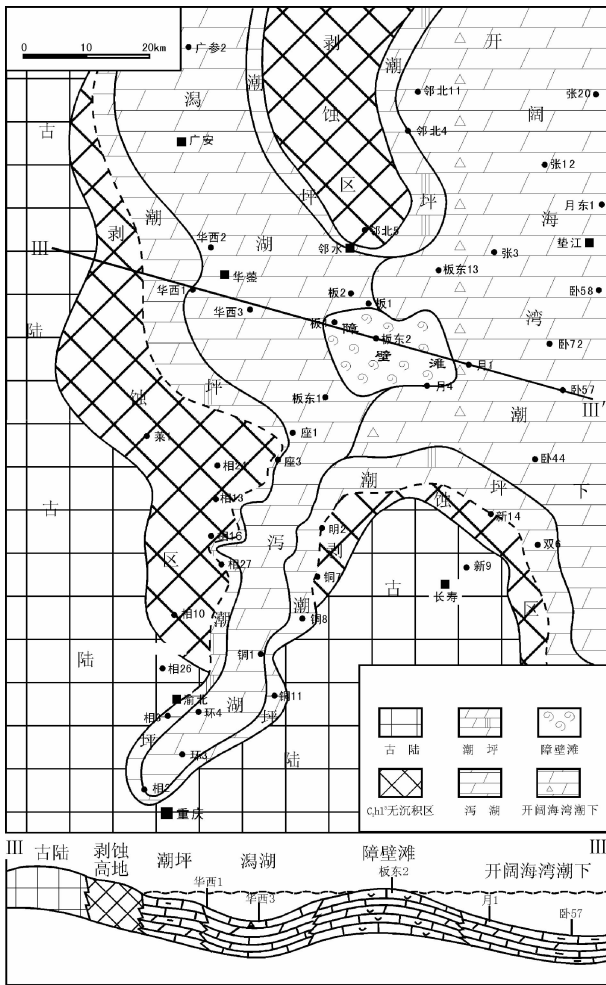 0 10 20km
广参2
剥
蚀
区
潮
坪
开
阔
海
湾
潮
下
邻北11
张20
邻北4
张12
月东1
垫江
古
陆
广安
潟
湖
潮
坪
潮
坪
邻北5
邻水
张3
板东13
卧58
III
剥
蚀
区
华西2
华蓥
华西1
华西3
板2
板1
障
壁
滩
板东2
卧72
月1
卧57
III'
月4
板东1
座1
座3
菜1
相24
相13
相16
相27
相10
相26
古
陆
卧44
潮
坪
剥
蚀
区
新14
双6
新9
长寿
古
陆
明2
铜7
铜8
铜1
铜11
泻
湖
潮
坪
潮
坪
渝北
环4
环3
重庆
古 陆
潮 坪
障壁滩
无沉积区
泻 湖
开阔海湾潮下
III
III'
古陆
剥蚀
高地
潮坪
潟湖
障壁滩
开阔海湾潮下
华西1
华西3
板东2
月1
卧57